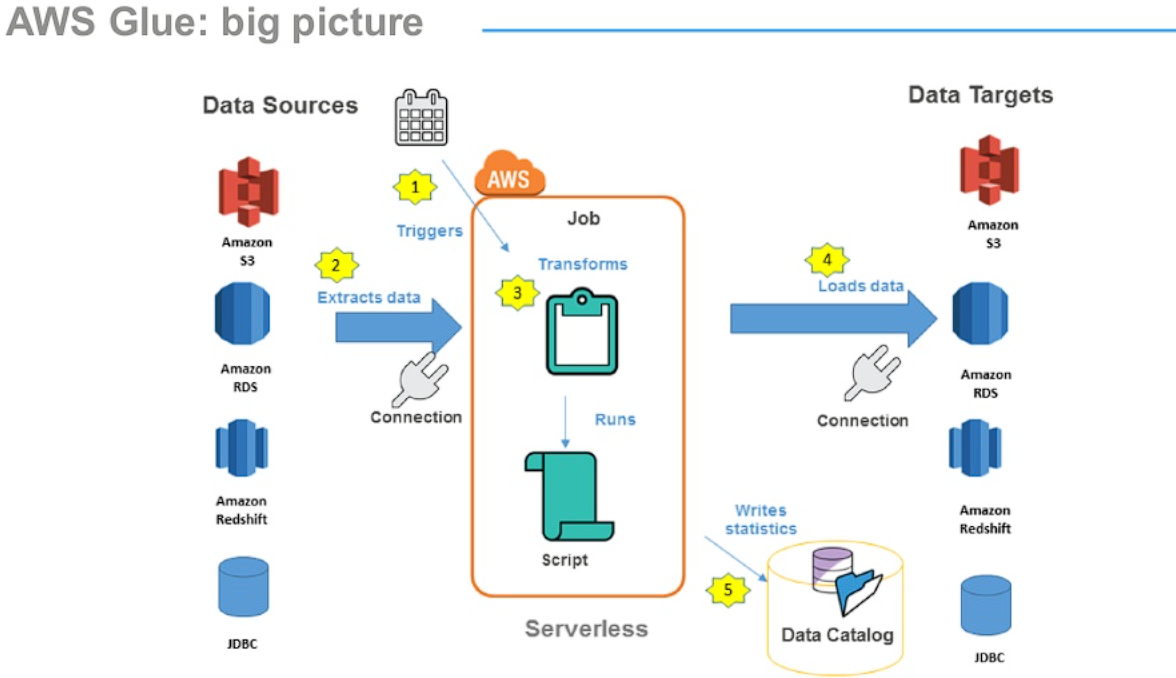 AWS Glue: big picture
Data Sources
Data Targets
AWS
Job
1
Triggers
Amazon
S3
Amazon
S3
2
Extracts data
3
Transforms
4
Loads data
Amazon
RDS
Amazon
RDS
Connection
Connection
Runs
Amazon
Redshift
Amazon
Redshift
Writes
statistics
Script
5
JDBC
JDBC
Serverless
Data Catalog